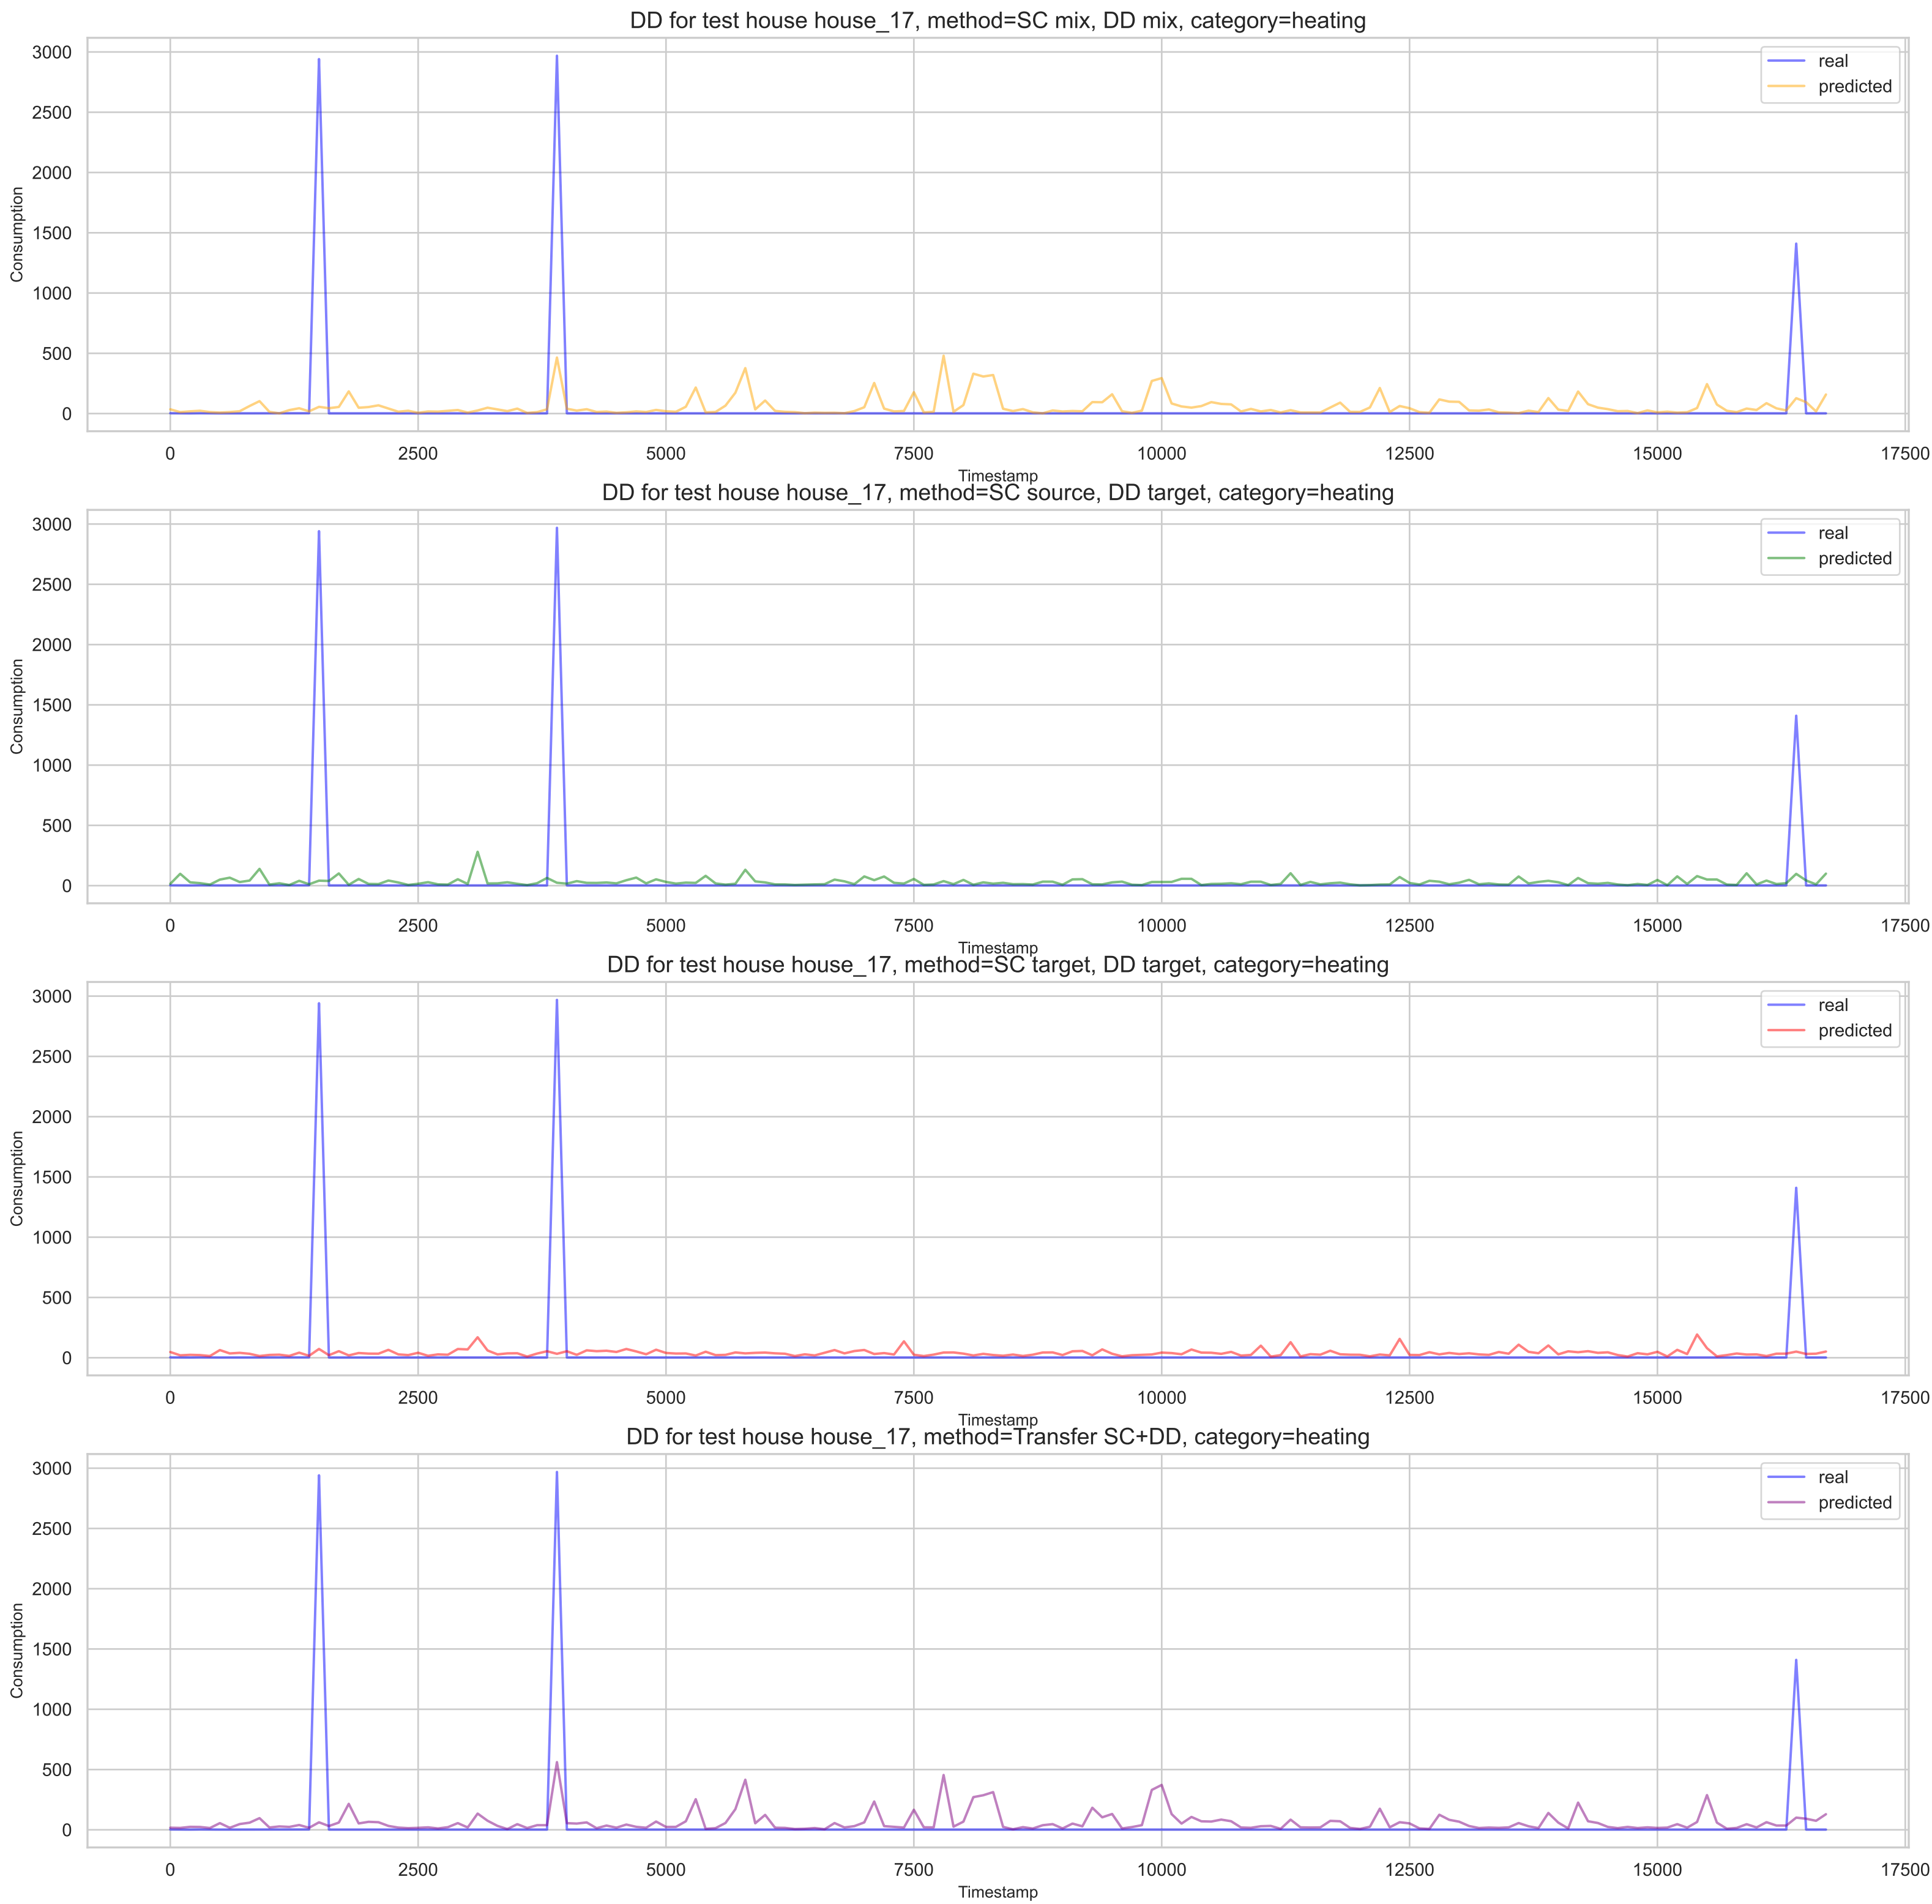 DD for test house house_17, method=SC mix, DD mix, category=heating
3000
2500
2000
1500
1000
500
0
Consumption
real
predicted
0 2500 5000 7500 10000 12500 15000 17500
Timestamp
DD for test house house_17, method=SC source, DD target, category=heating
3000
2500
2000
1500
1000
500
0
Consumption
real
predicted
0 2500 5000 7500 10000 12500 15000 17500
Timestamp
DD for test house house_17, method=SC target, DD target, category=heating
3000
2500
2000
1500
1000
500
0
Consumption
real
predicted
0 2500 5000 7500 10000 12500 15000 17500
Timestamp
DD for test house house_17, method=Transfer SC+DD, category=heating
3000
2500
2000
1500
1000
500
0
Consumption
real
predicted
0 2500 5000 7500 10000 12500 15000 17500
Timestamp